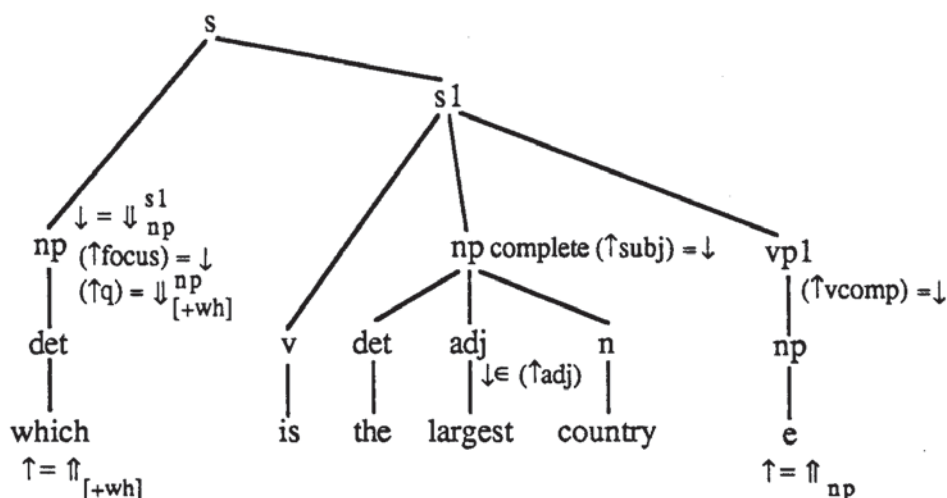 s
s1
↓ = ⇓ s1 np
np (↑focus) = ↓
(↑q) = ⇓ np [+wh]
np complete (↑subj) = ↓
vp1
(↑vcomp) = ↓
det v det adj n np
↓∈ (↑adj)
which is the largest country e
↑ = ⇑ [+wh]
↑ = ⇑ np